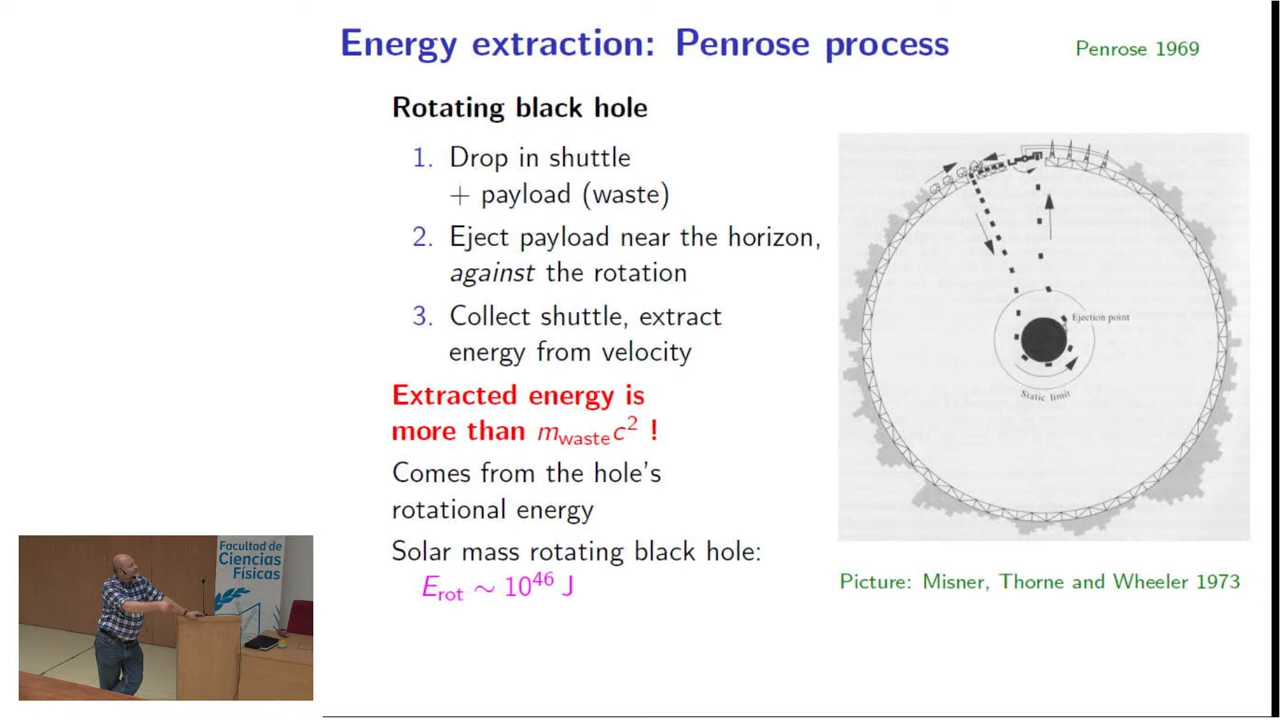 Energy extraction: Penrose process
Penrose 1969
Rotating black hole
1. Drop in shuttle
+ payload (waste)
2. Eject payload near the horizon,
against the rotation
3. Collect shuttle, extract
energy from velocity
Extracted energy is
more than m_waste c² !
Comes from the hole's
rotational energy
Solar mass rotating black hole:
E_rot ∼ 10⁴⁶ J
Ejection point
Static limit
Picture: Misner, Thorne and Wheeler 1973
Facultad de
Ciencias
Físicas